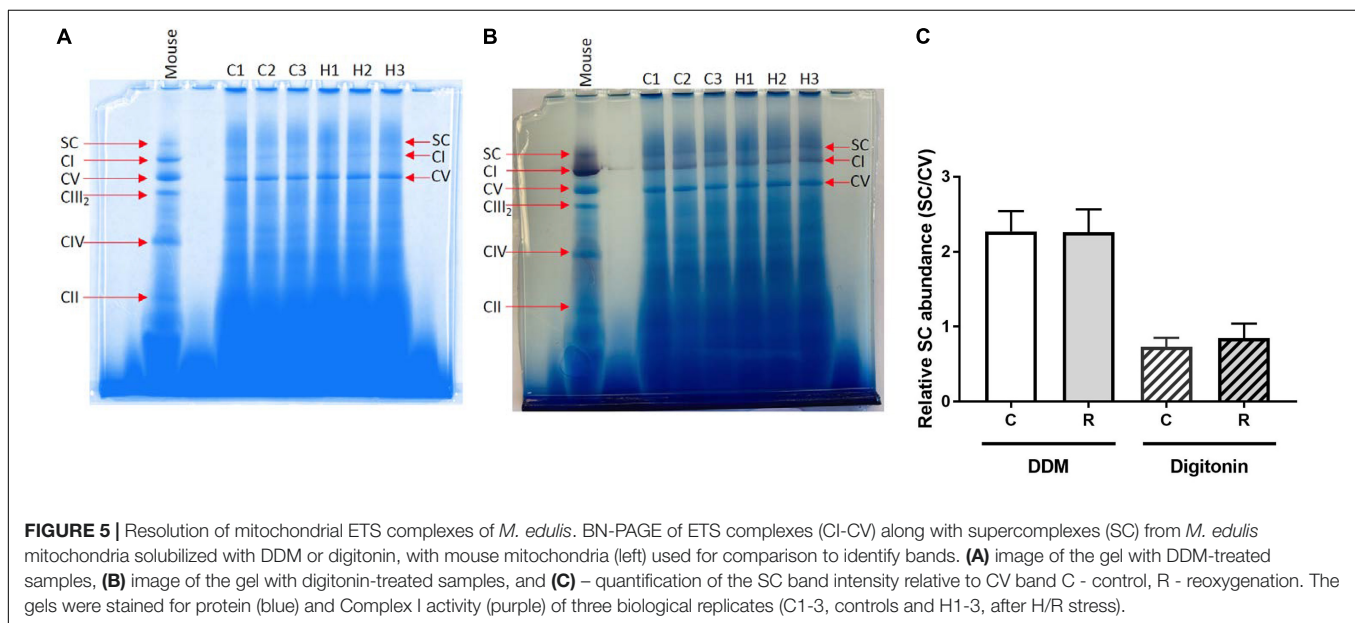 A
Mouse
C1 C2 C3 H1 H2 H3
SC
CI
CV
CIII2
CIV
CII
SC
CI
CV
B
Mouse
C1 C2 C3 H1 H2 H3
SC
CI
CV
CIII2
CIV
CII
SC
CI
CV
C
Relative SC abundance (SC/CV)
3
2
1
0
C R C R
DDM Digitonin
FIGURE 5 | Resolution of mitochondrial ETS complexes of M. edulis. BN-PAGE of ETS complexes (CI-CV) along with supercomplexes (SC) from M. edulis
mitochondria solubilized with DDM or digitonin, with mouse mitochondria (left) used for comparison to identify bands. (A) image of the gel with DDM-treated
samples, (B) image of the gel with digitonin-treated samples, and (C) – quantification of the SC band intensity relative to CV band C - control, R - reoxygenation. The
gels were stained for protein (blue) and Complex I activity (purple) of three biological replicates (C1-3, controls and H1-3, after H/R stress).